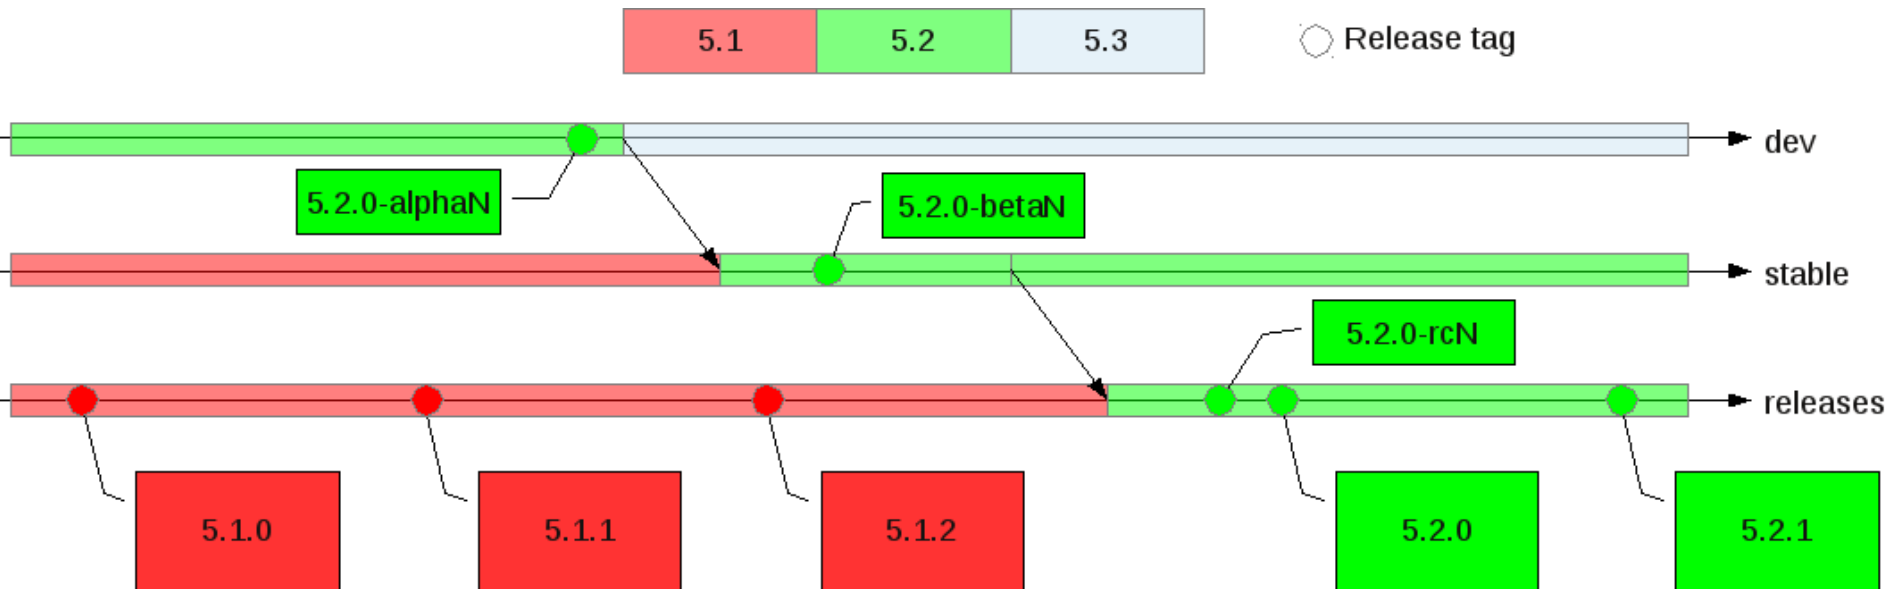 5.1
5.2
5.3
Release tag
dev
5.2.0-alphaN
5.2.0-betaN
stable
5.2.0-rcN
releases
5.1.0
5.1.1
5.1.2
5.2.0
5.2.1